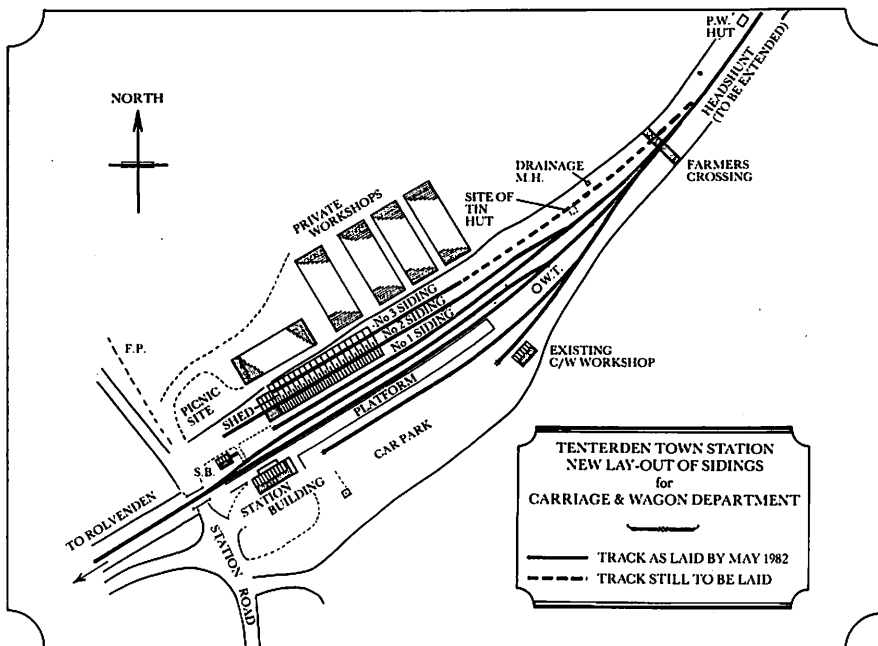 P.W.
HUT
HEADSHUNT
(TO BE EXTENDED)
NORTH
FARMERS
CROSSING
DRAINAGE
M.H.
SITE OF
TIN
HUT
PRIVATE
WORKSHOPS
No 3 SIDING
No 2 SIDING
No 1 SIDING
O.W.T.
EXISTING
C/W WORKSHOP
F.P.
PICNIC
SITE
SHED
PLATFORM
CAR PARK
S.B.
STATION
BUILDING
TO ROLVENDEN
STATION
ROAD
TENTERDEN TOWN STATION
NEW LAY-OUT OF SIDINGS
for
CARRIAGE & WAGON DEPARTMENT
TRACK AS LAID BY MAY 1982
TRACK STILL TO BE LAID